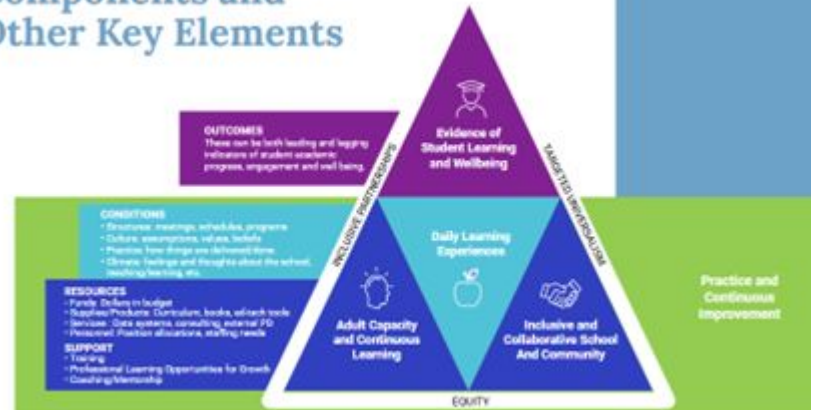 Components and
Other Key Elements
OUTCOMES
These can be both leading and lagging
indicators of student academic
progress, engagement and well being.
Evidence of
Student Learning
and Wellbeing
INCLUSIVE PARTNERSHIPS
TARGETED UNIVERSALISM
CONDITIONS
• Structures: meetings, schedules, programs
• Culture: assumptions, values, beliefs
• Practice: how things are delivered/done
• Climate: feelings and thoughts about the school,
teaching/learning, etc.
Daily Learning
Experiences
RESOURCES
• Funds: Dollars in budget
• Supplies/Products: Curriculum, books, ed-tech tools
• Services: Data systems, consulting, external PD
• Personnel: Position allocations, staffing needs
SUPPORT
• Training
• Professional Learning Opportunities for Growth
• Coaching/Mentorship
Adult Capacity
and Continuous
Learning
Inclusive and
Collaborative School
And Community
Practice and
Continuous
Improvement
EQUITY